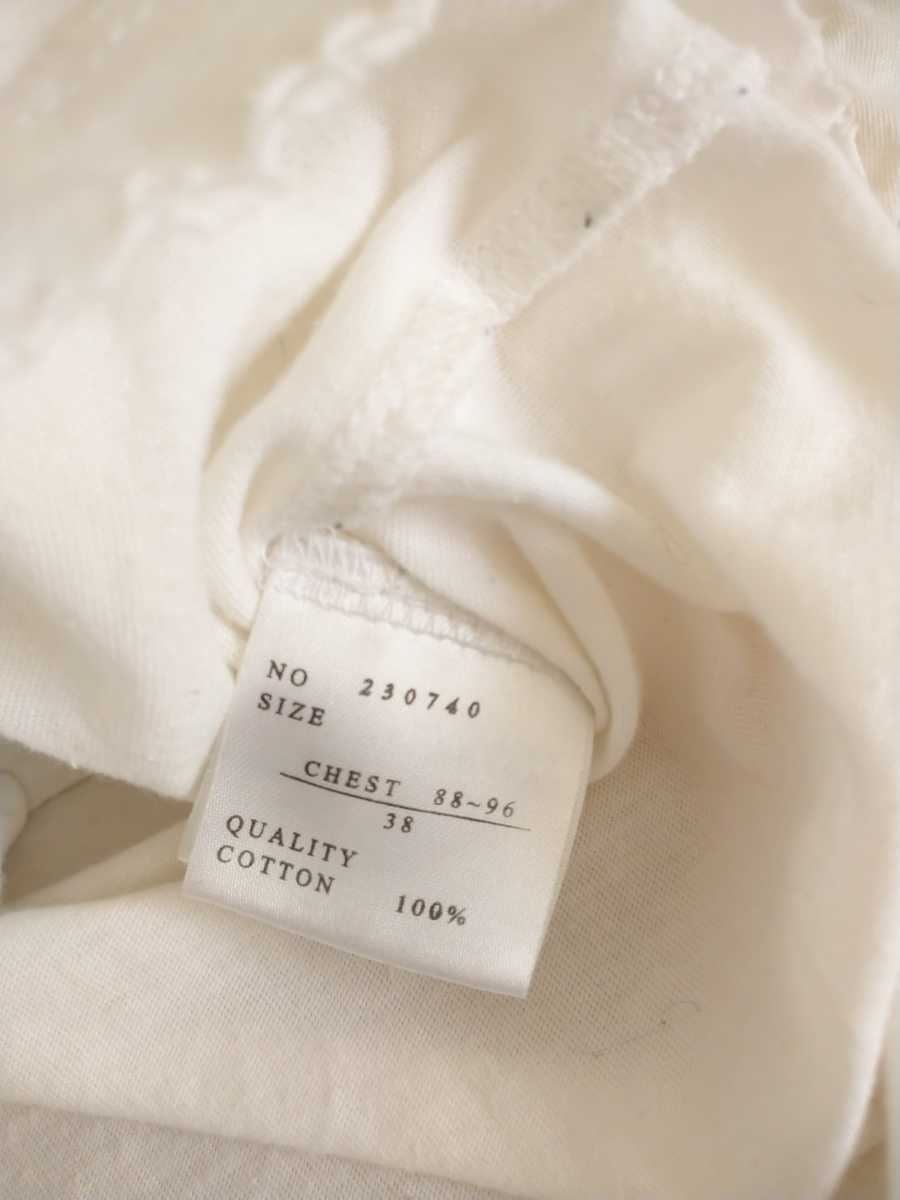 NO 230740
SIZE
CHEST 88~96
38
QUALITY
COTTON 100%